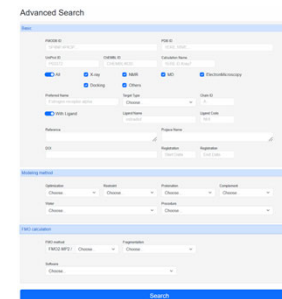 Advanced Search
Basic
FMODB ID
PDB ID
UniProt ID
ChEMBL ID
Calculation Name
All
X-ray
NMR
MD
ElectronMicroscopy
Docking
Others
Preferred Name
Target Type
Chain ID
Choose...
With Ligand
Ligand Name
Ligand Code
Reference
Project Name
DOI
Registration
Registration
Modeling method
Optimization
Restraint
Protonation
Complement
Choose...
Choose...
Choose...
Choose...
Water
Procedure
Choose...
Choose...
FMO calculation
FMO method
Fragmentation
Choose...
Choose...
Software
Choose...
Search